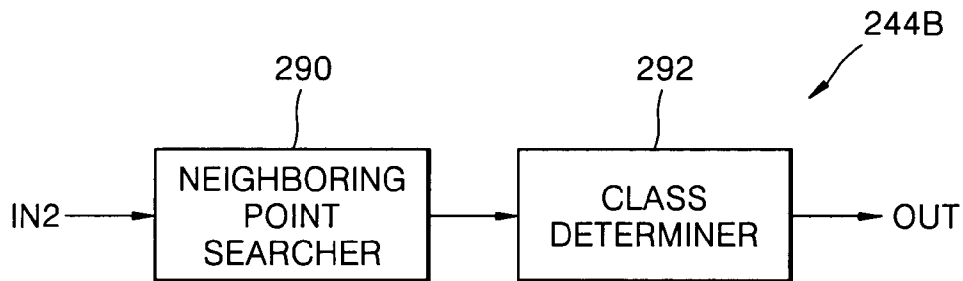 244B
290
292
IN2
NEIGHBORING
POINT
SEARCHER
CLASS
DETERMINER
OUT